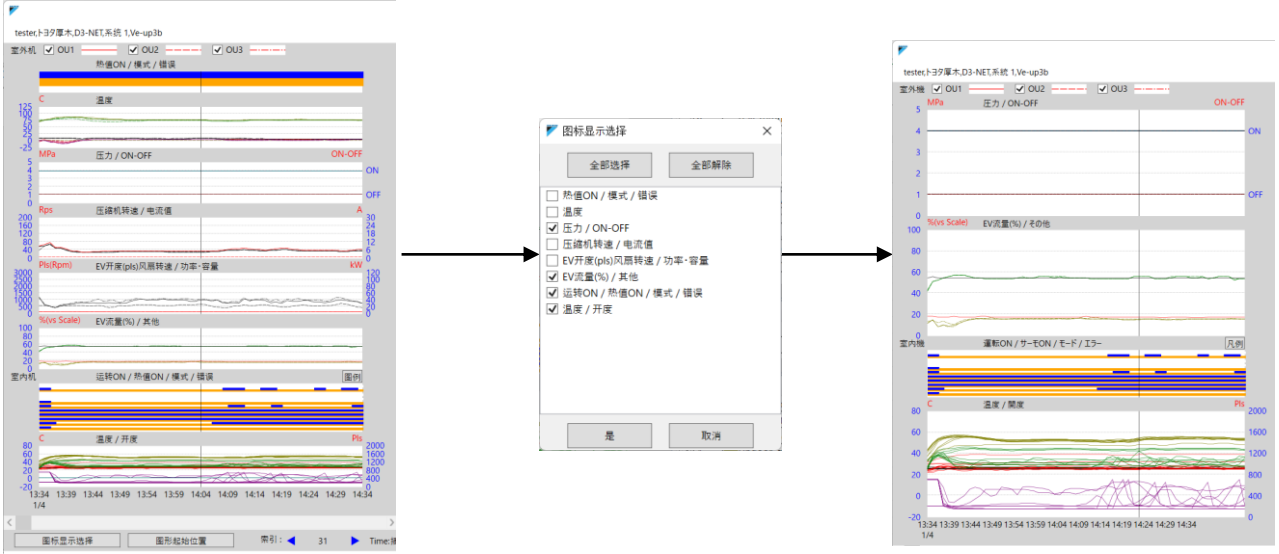 tester,トヨタ厚木,D3-NET,系統 1,Ve-up3b
室外机 OU1 OU2 OU3
热值ON / 模式 / 错误
C 温度
125
100
75
50
25
0
-25
MPa 压力 / ON-OFF ON-OFF
5
4 ON
3
2
1 OFF
0
Rps 压缩机转速 / 电流值 A
200 30
160 24
120 18
80 12
40 6
0 0
Pls(Rpm) EV开度(pls)风扇转速 / 功率・容量 kW
3000 120
2500 100
2000 80
1500 60
1000 40
500 20
0 0
%(vs Scale) EV流量(%) / 其他
100
80
60
40
20
0
室内机 运转ON / 热值ON / 模式 / 错误 图例
C 温度 / 开度 Pls
80 2000
60 1600
40 1200
20 800
0 400
-20 0
13:34 13:39 13:44 13:49 13:54 13:59 14:04 14:09 14:14 14:19 14:24 14:29 14:34
1/4
图标显示选择 图形起始位置 索引: 31 Time:
图标显示选择
全部选择 全部解除
热值ON / 模式 / 错误
温度
压力 / ON-OFF
压缩机转速 / 电流值
EV开度(pls)风扇转速 / 功率・容量
EV流量(%) / 其他
运转ON / 热值ON / 模式 / 错误
温度 / 开度
是 取消
tester,トヨタ厚木,D3-NET,系統 1,Ve-up3b
室外機 OU1 OU2 OU3
MPa 圧力 / ON-OFF ON-OFF
5
4 ON
3
2
1 OFF
0
%(vs Scale) EV流量(%) / その他
100
80
60
40
20
0
室内機 運転ON / サーモON / モード / エラー 凡例
C 温度 / 開度 Pls
80 2000
60 1600
40 1200
20 800
0 400
-20 0
13:34 13:39 13:44 13:49 13:54 13:59 14:04 14:09 14:14 14:19 14:24 14:29 14:34
1/4